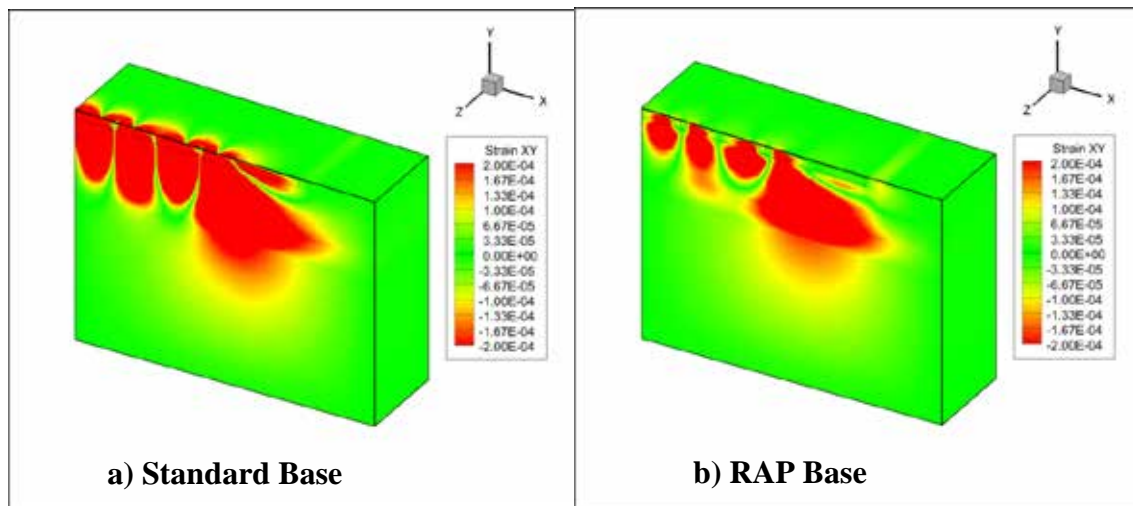 Y
X
Z
Strain XY
2.00E-04
1.67E-04
1.33E-04
1.00E-04
6.67E-05
3.33E-05
0.00E+00
-3.33E-05
-6.67E-05
-1.00E-04
-1.33E-04
-1.67E-04
-2.00E-04
a) Standard Base
Y
X
Z
Strain XY
2.00E-04
1.67E-04
1.33E-04
1.00E-04
6.67E-05
3.33E-05
0.00E+00
-3.33E-05
-6.67E-05
-1.00E-04
-1.33E-04
-1.67E-04
-2.00E-04
b) RAP Base